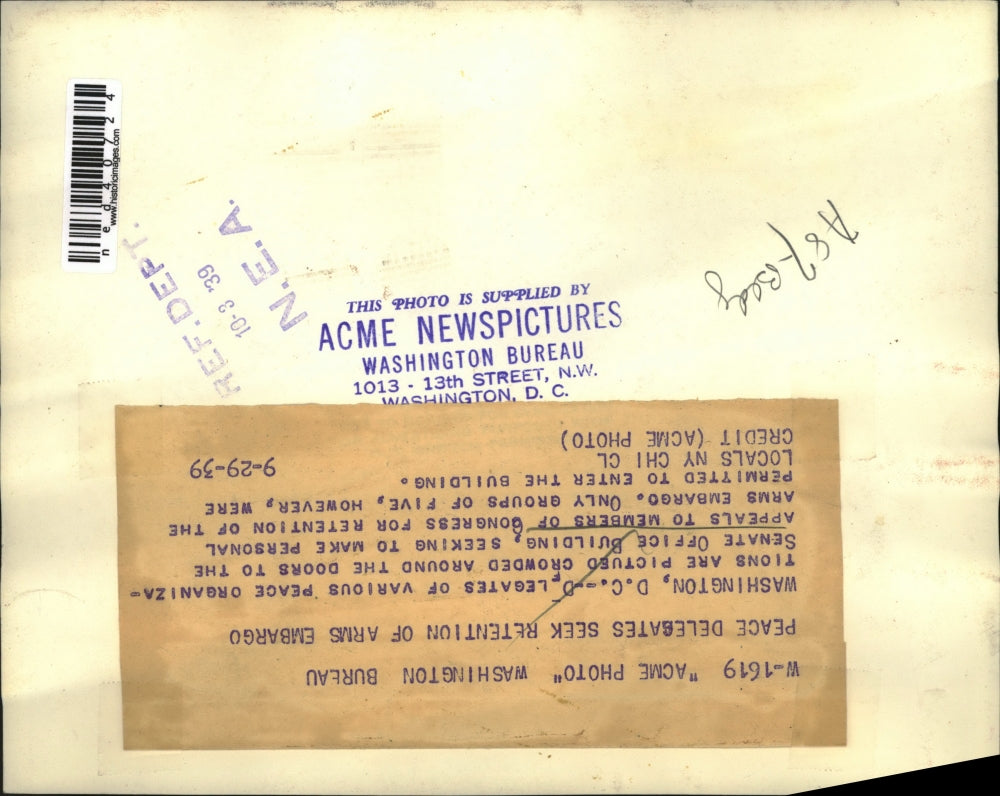 ned40724
www.historicimages.com
REF. DEPT.
10-3 '39
N.E.A.
THIS PHOTO IS SUPPLIED BY
ACME NEWSPICTURES
WASHINGTON BUREAU
1013 - 13th STREET, N.W.
WASHINGTON, D. C.
W-1619 "ACME PHOTO" WASHINGTON BUREAU
PEACE DELEGATES SEEK RETENTION OF ARMS EMBARGO
WASHINGTON, D.C.--DELEGATES OF VARIOUS PEACE ORGANIZA-
TIONS ARE PICTURED CROWDED AROUND THE DOORS TO THE
SENATE OFFICE BUILDING, SEEKING TO MAKE PERSONAL
APPEALS TO MEMBERS OF CONGRESS FOR RETENTION OF THE
ARMS EMBARGO. ONLY GROUPS OF FIVE, HOWEVER, WERE
PERMITTED TO ENTER THE BUILDING.
LOCALS NY CHI CL 9-29-39
CREDIT (ACME PHOTO)